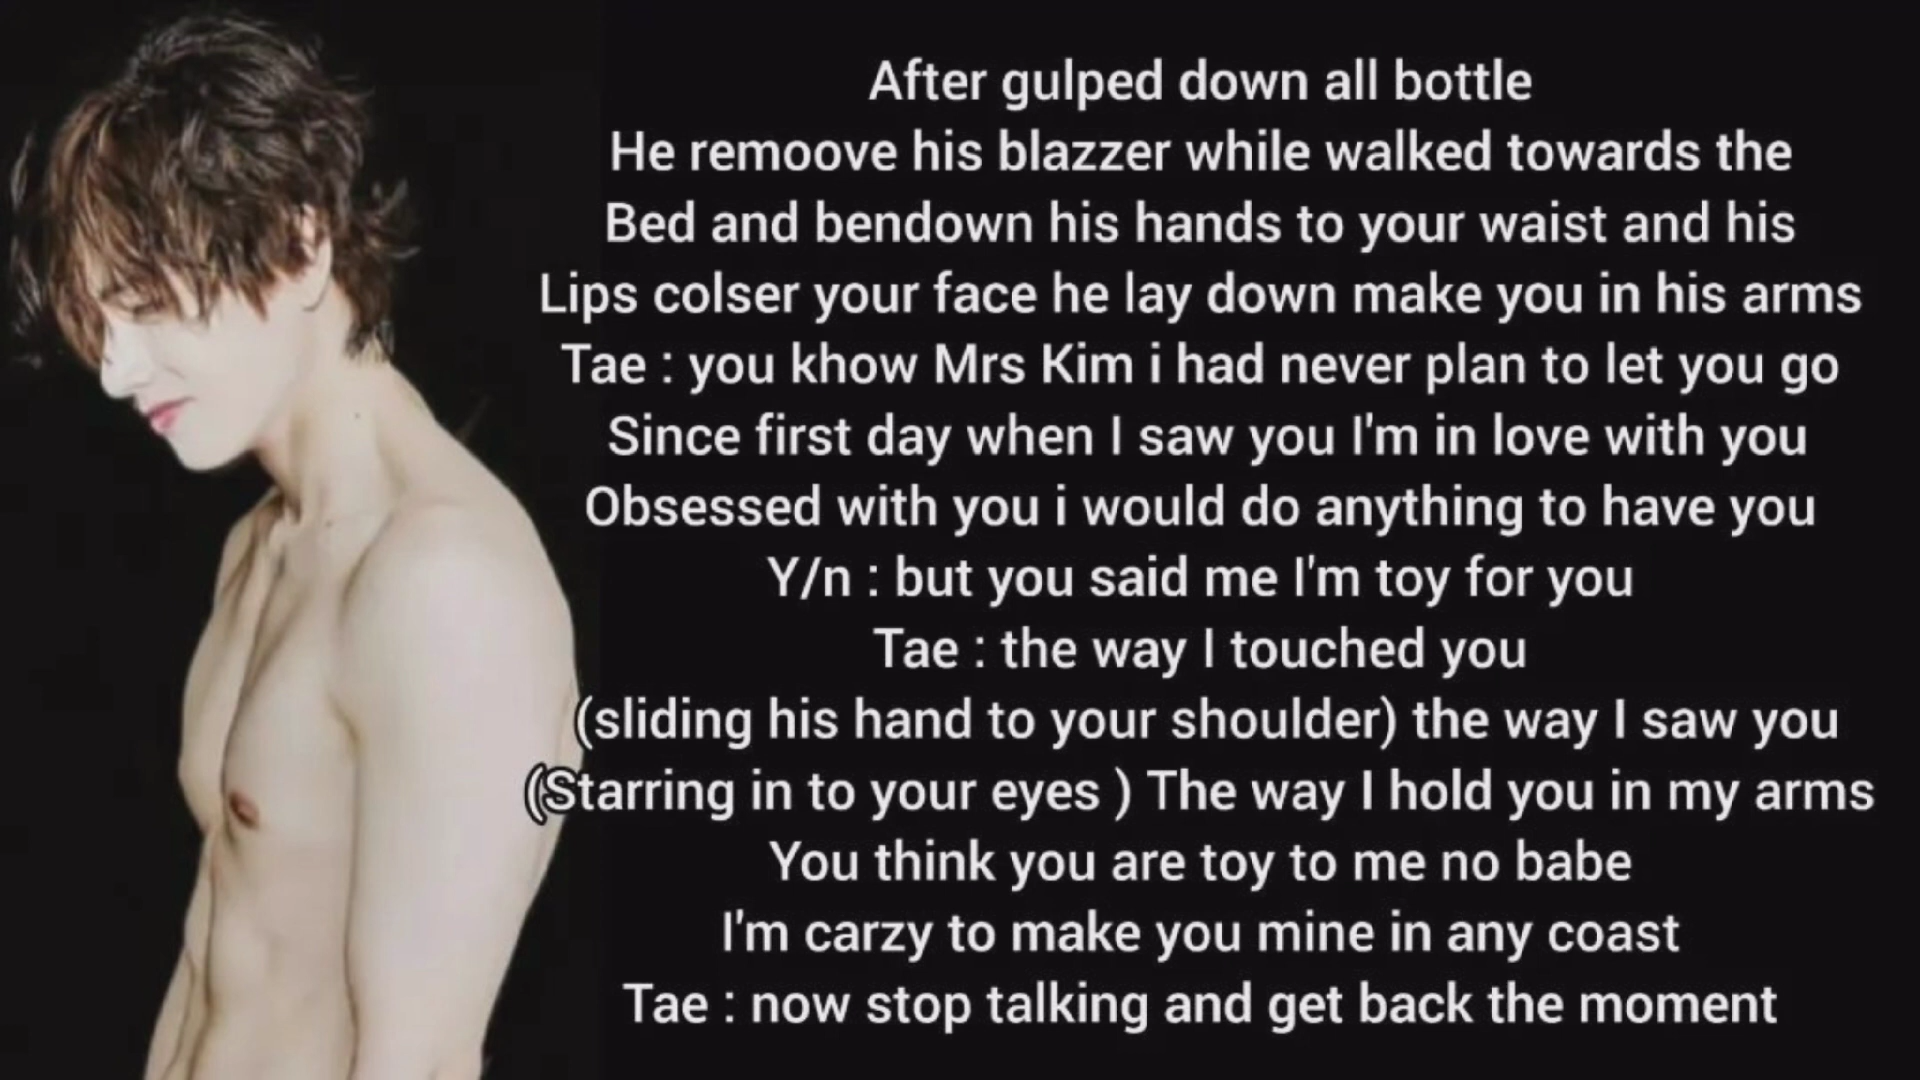 After gulped down all bottle
He remoove his blazzer while walked towards the
Bed and bendown his hands to your waist and his
Lips colser your face he lay down make you in his arms
Tae : you khow Mrs Kim i had never plan to let you go
Since first day when I saw you I'm in love with you
Obsessed with you i would do anything to have you
Y/n : but you said me I'm toy for you
Tae : the way I touched you
(sliding his hand to your shoulder) the way I saw you
(Starring in to your eyes ) The way I hold you in my arms
You think you are toy to me no babe
I'm carzy to make you mine in any coast
Tae : now stop talking and get back the moment